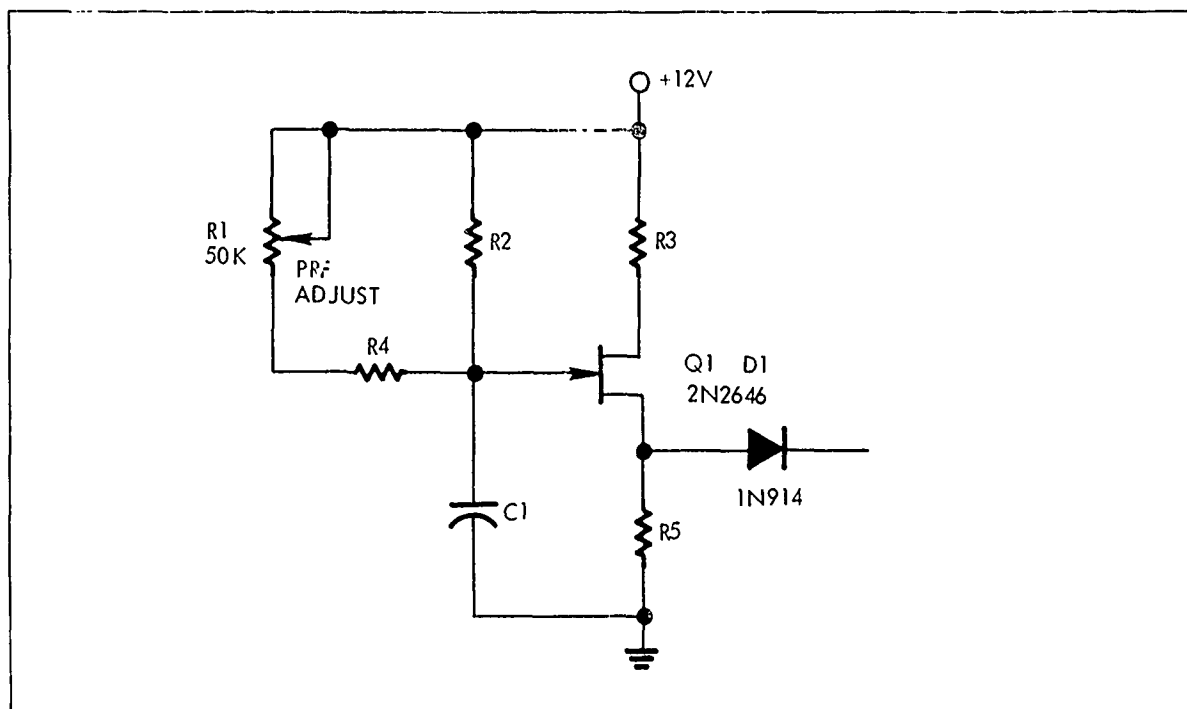 +12V
R1
50K
PRF
ADJUST
R2
R3
R4
Q1 D1
2N2646
1N914
C1
R5